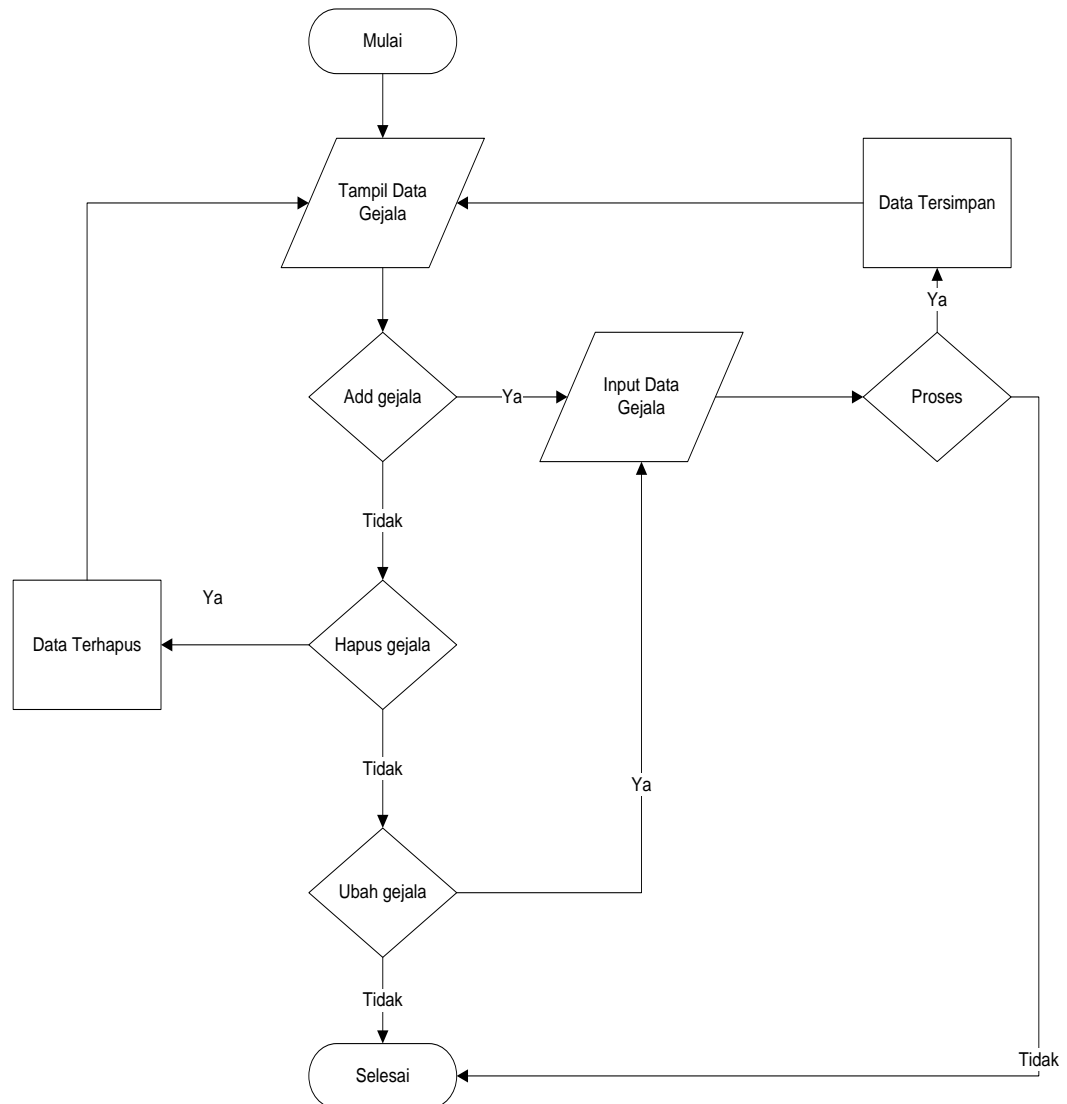 Mulai
Tampil Data
Gejala
Data Tersimpan
Ya
Add gejala
Ya
Input Data
Gejala
Proses
Tidak
Ya
Data Terhapus
Hapus gejala
Tidak
Ya
Ubah gejala
Tidak
Selesai
Tidak